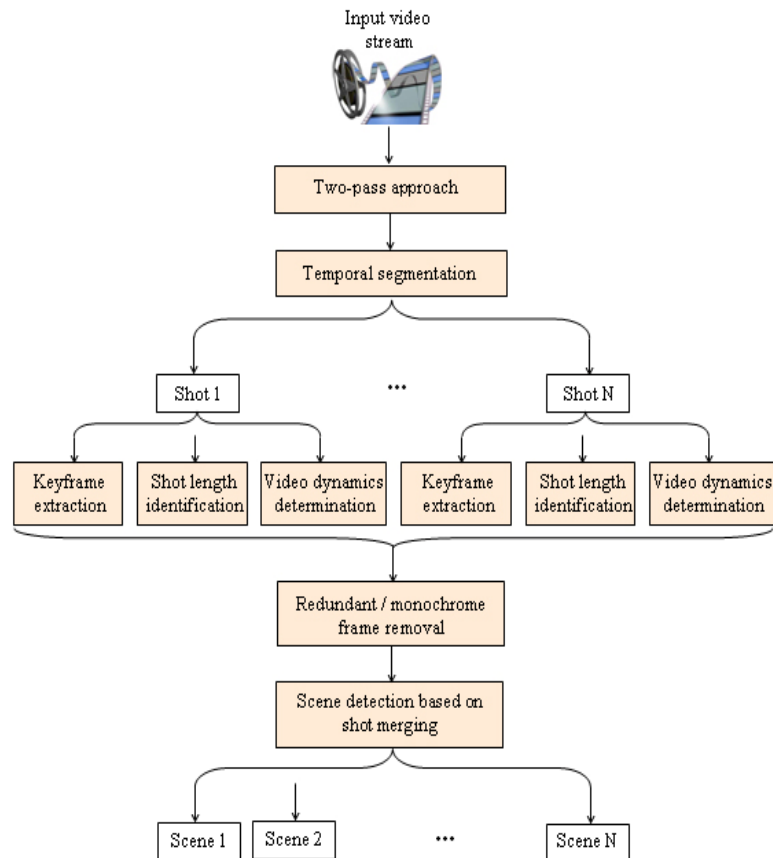 Input video
stream
Two-pass approach
Temporal segmentation
Shot 1
...
Shot N
Keyframe
extraction
Shot length
identification
Video dynamics
determination
Keyframe
extraction
Shot length
identification
Video dynamics
determination
Redundant / monochrome
frame removal
Scene detection based on
shot merging
Scene 1
Scene 2
...
Scene N